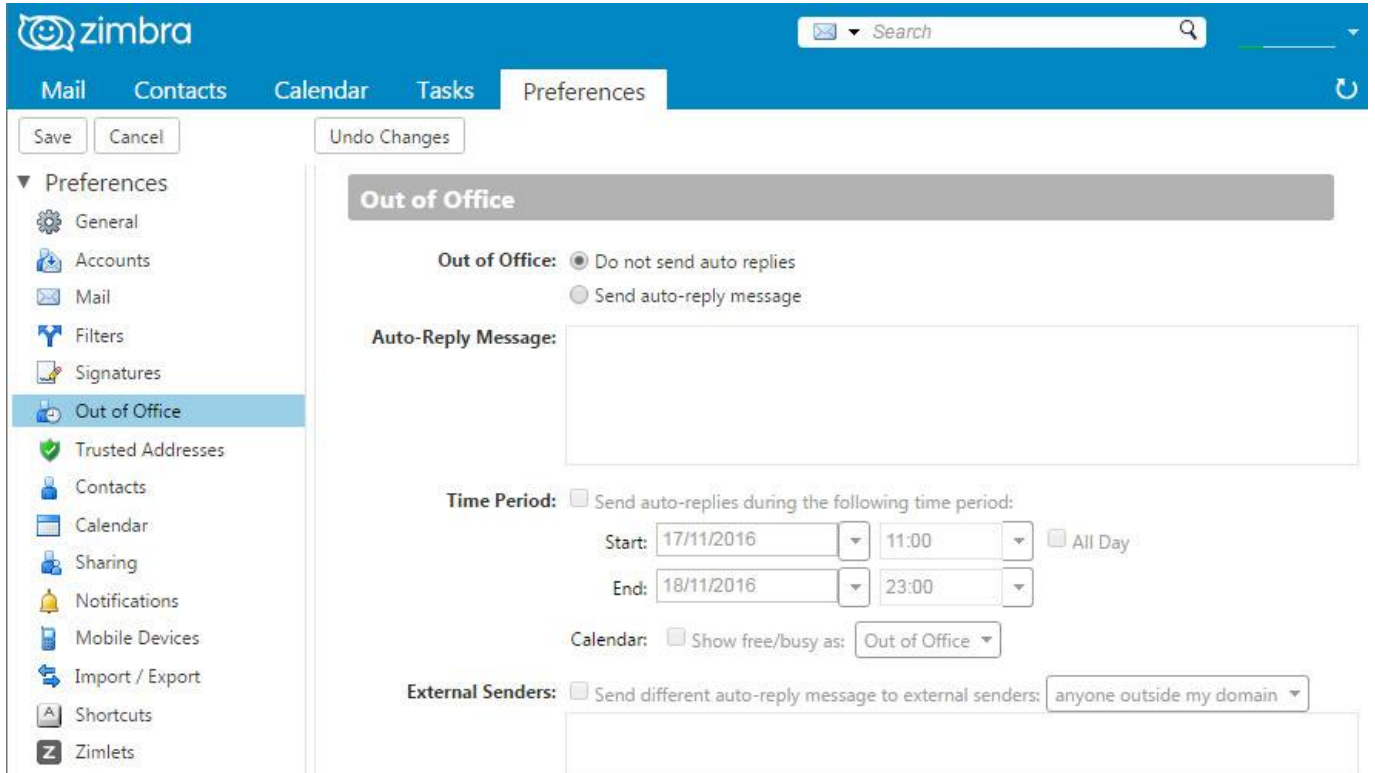 zimbra
Search
Mail Contacts Calendar Tasks Preferences
Save Cancel Undo Changes
Preferences
General
Accounts
Mail
Filters
Signatures
Out of Office
Trusted Addresses
Contacts
Calendar
Sharing
Notifications
Mobile Devices
Import / Export
A Shortcuts
Z Zimlets
Out of Office
Out of Office: Do not send auto replies
Send auto-reply message
Auto-Reply Message:
Time Period: Send auto-replies during the following time period:
Start: 17/11/2016 11:00 All Day
End: 18/11/2016 23:00
Calendar: Show free/busy as: Out of Office
External Senders: Send different auto-reply message to external senders: anyone outside my domain